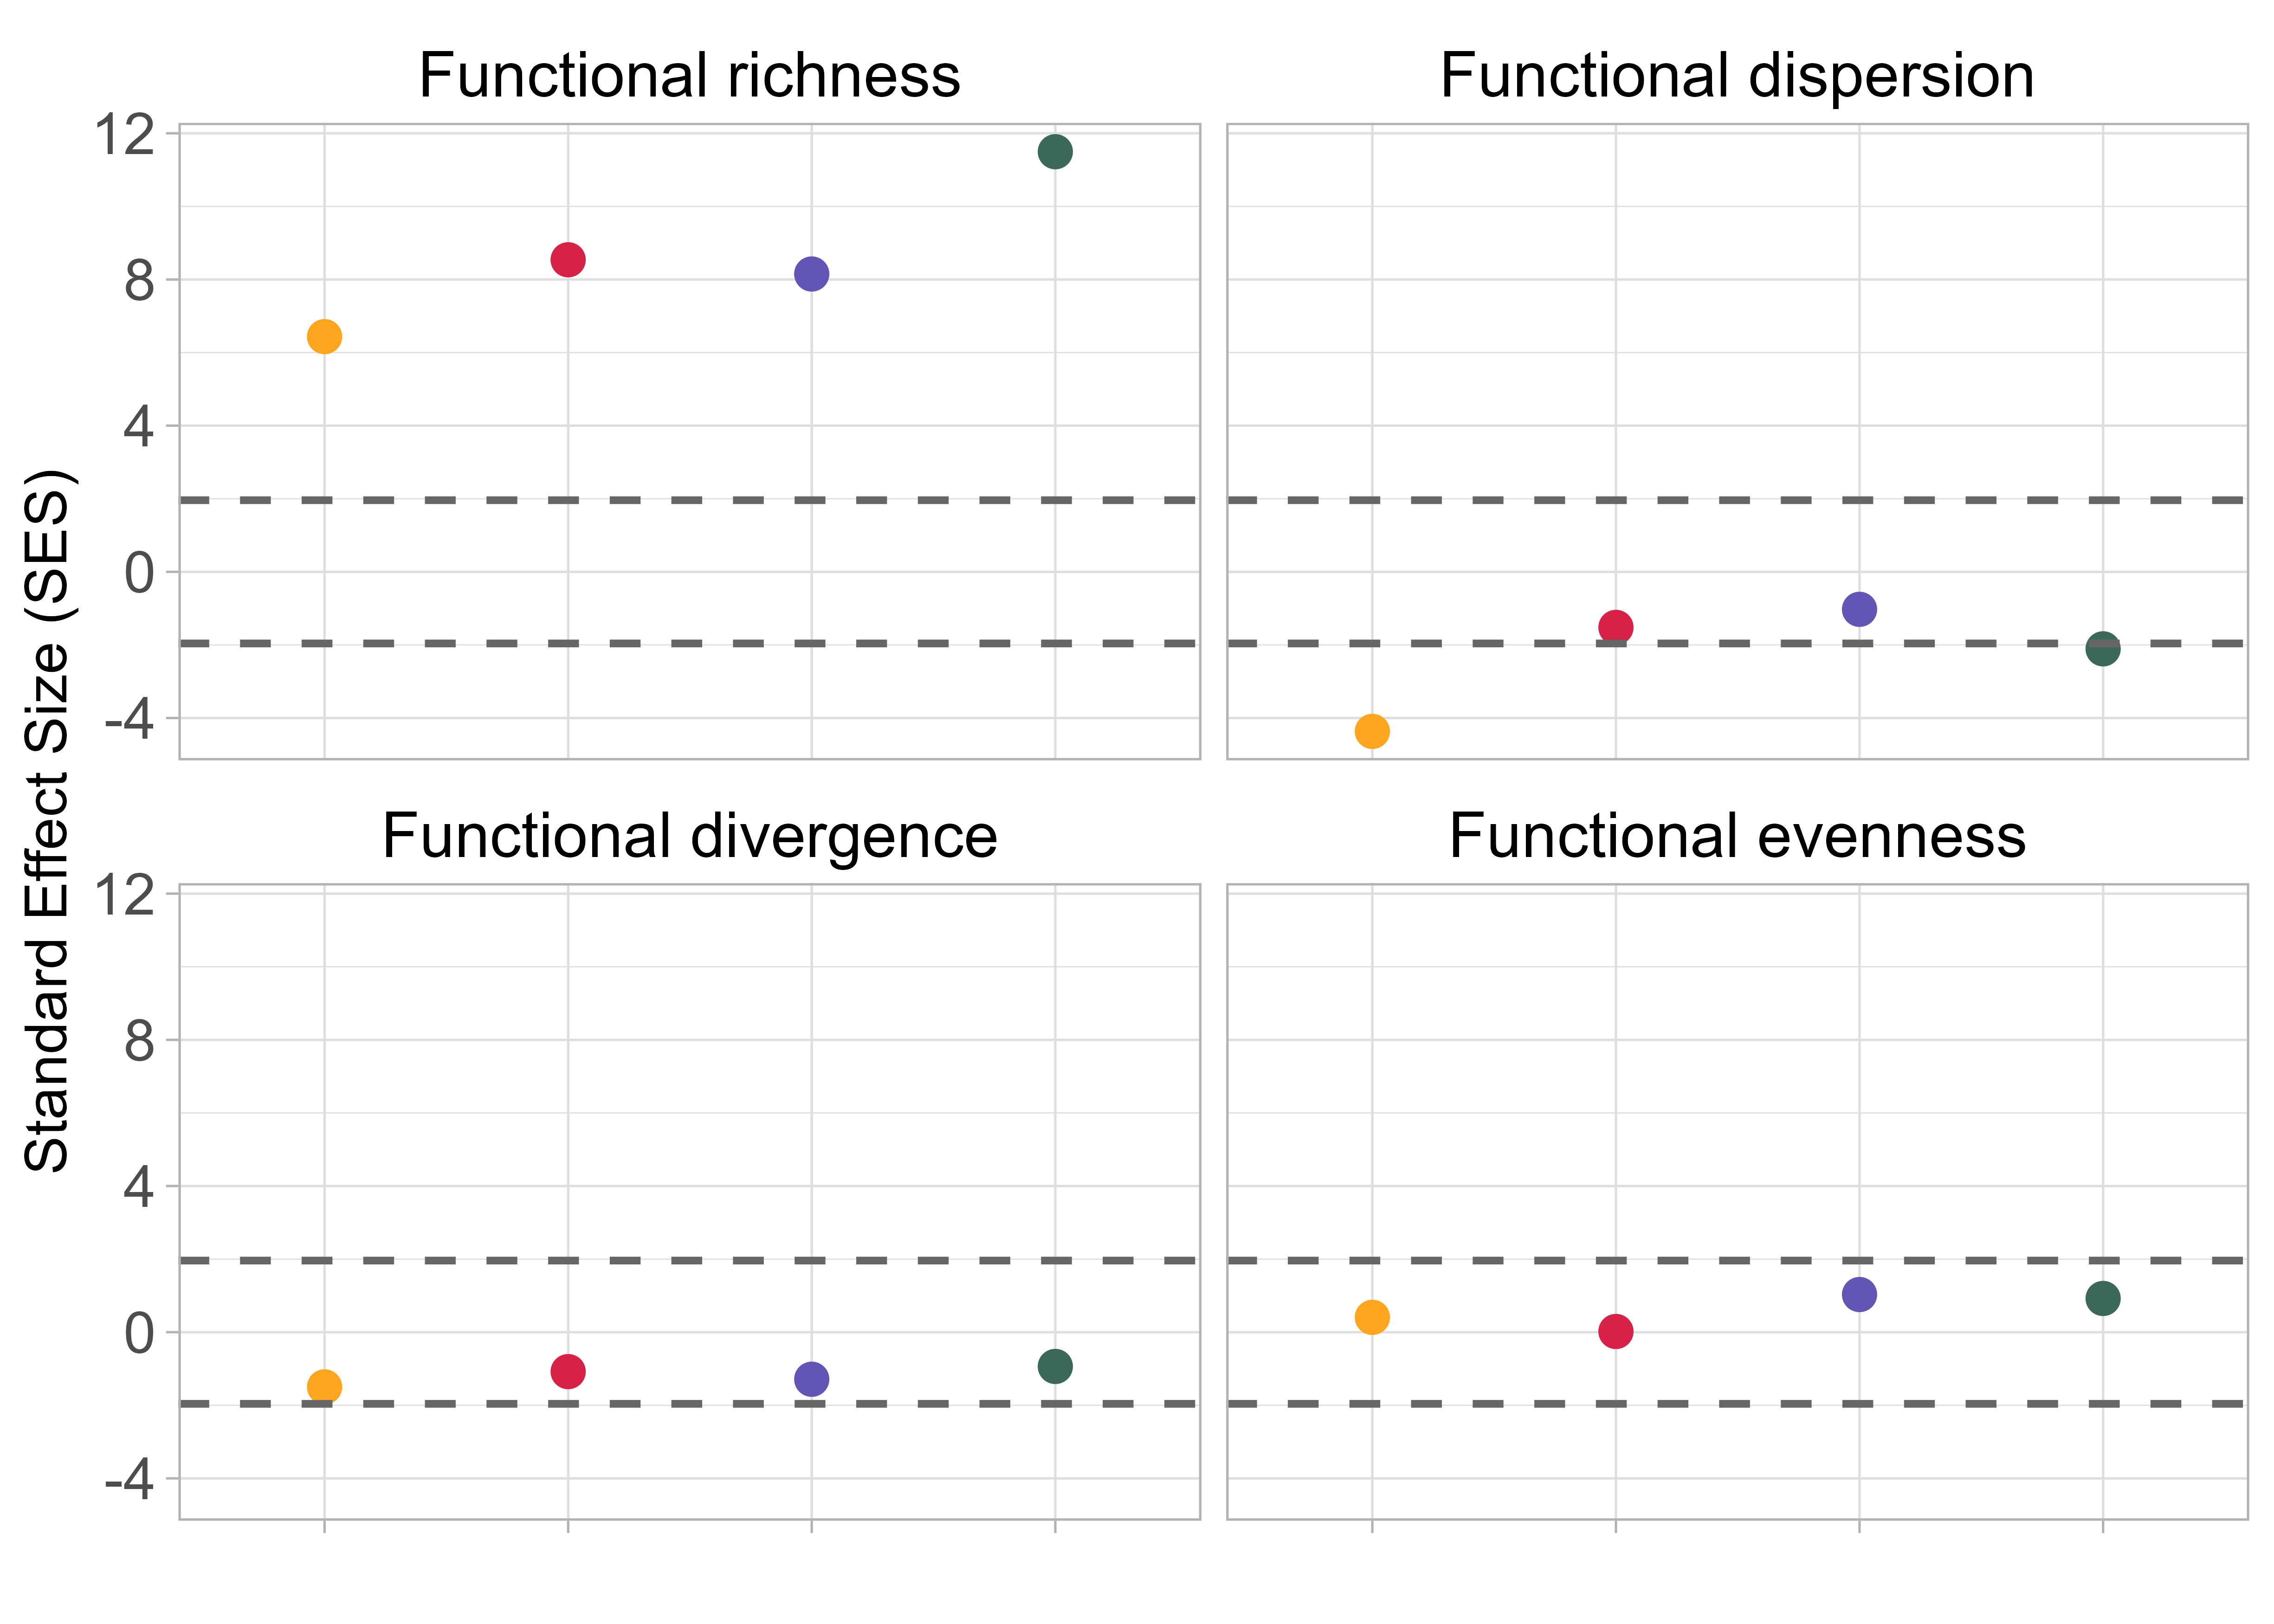 Functional richness
Functional dispersion
12
8
4
0
-4
Standard Effect Size (SES)
Functional divergence
Functional evenness
12
8
4
0
-4